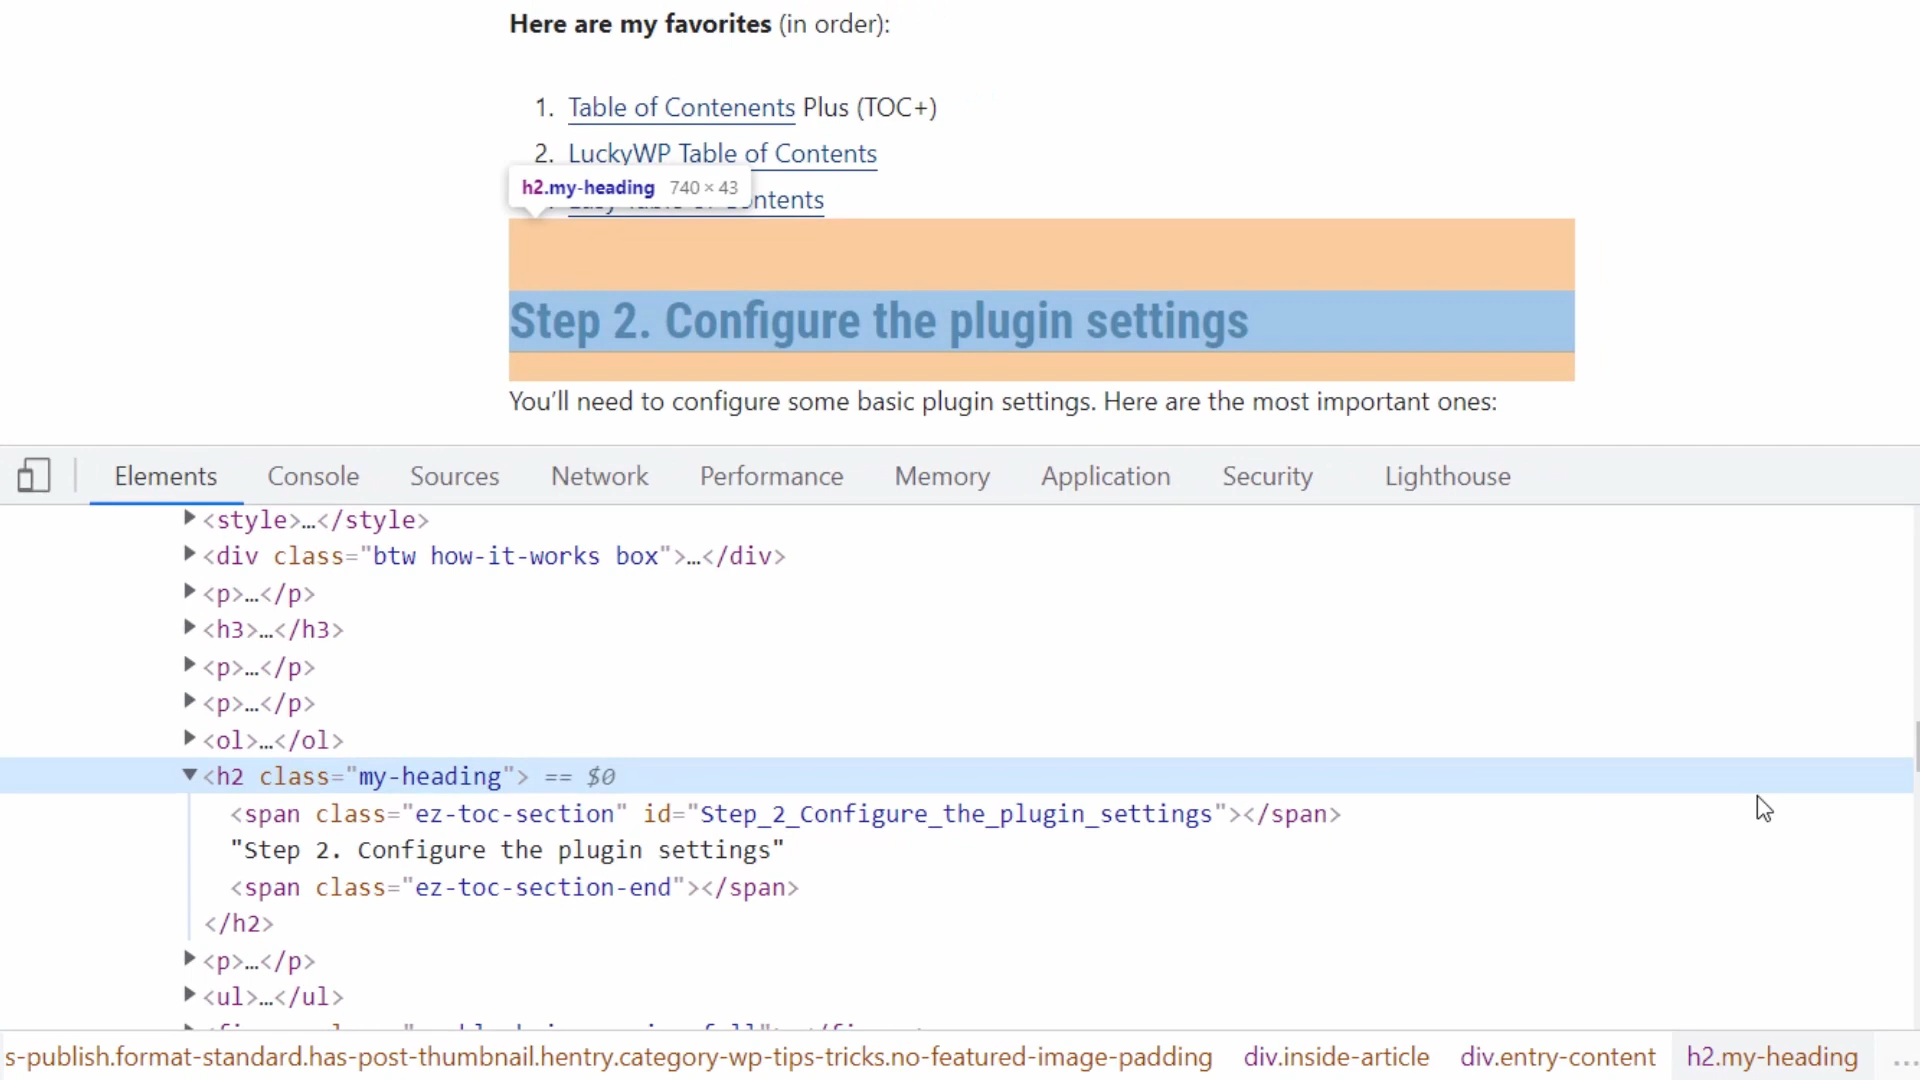 Here are my favorites (in order):
1. Table of Contenents Plus (TOC+)
2. LuckyWP Table of Contents
h2.my-heading 740 × 43
Contents
Step 2. Configure the plugin settings
You’ll need to configure some basic plugin settings. Here are the most important ones:
Elements Console Sources Network Performance Memory Application Security Lighthouse
<style>…</style>
<div class="btw how-it-works box">…</div>
<p>…</p>
<h3>…</h3>
<p>…</p>
<p>…</p>
<ol>…</ol>
<h2 class="my-heading"> == $0
<span class="ez-toc-section" id="Step_2_Configure_the_plugin_settings"></span>
"Step 2. Configure the plugin settings"
<span class="ez-toc-section-end"></span>
</h2>
<p>…</p>
<ul>…</ul>
s-publish.format-standard.has-post-thumbnail.hentry.category-wp-tips-tricks.no-featured-image-padding div.inside-article div.entry-content h2.my-heading …